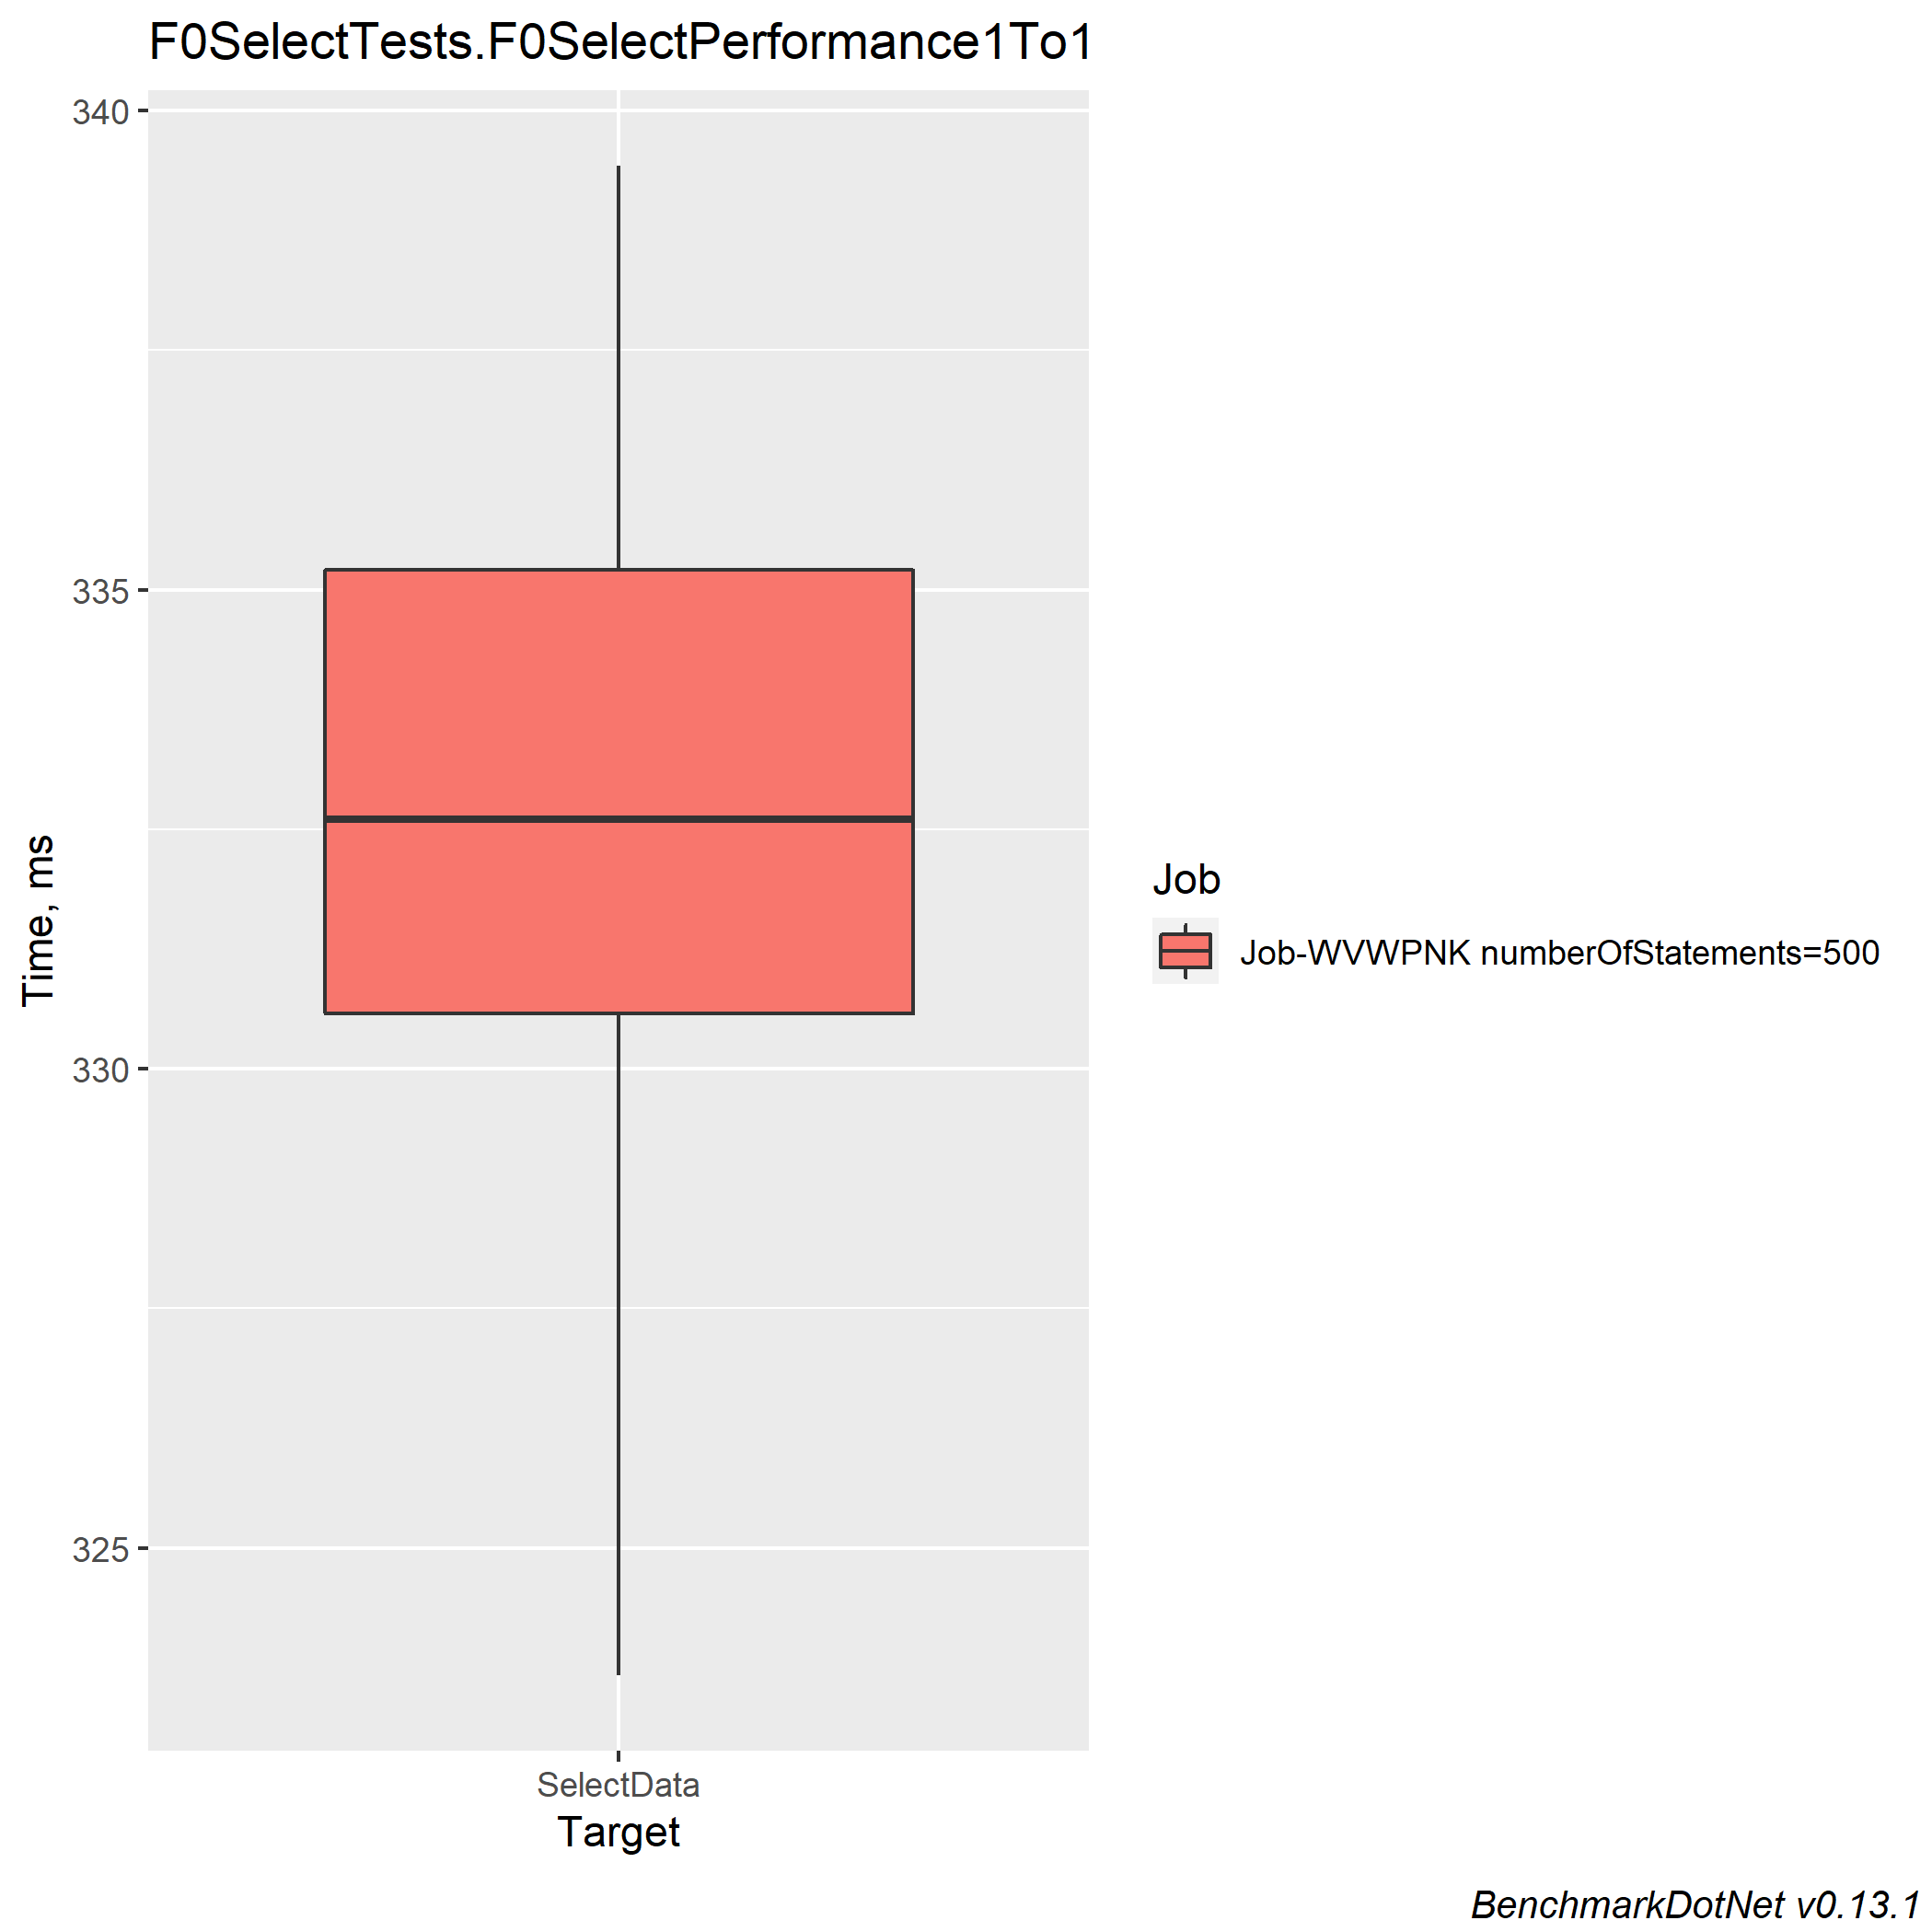 F0SelectTests.F0SelectPerformance1To1
340
335
330
325
Time, ms
SelectData
Target
Job
Job-WVWPNK numberOfStatements=500
BenchmarkDotNet v0.13.1